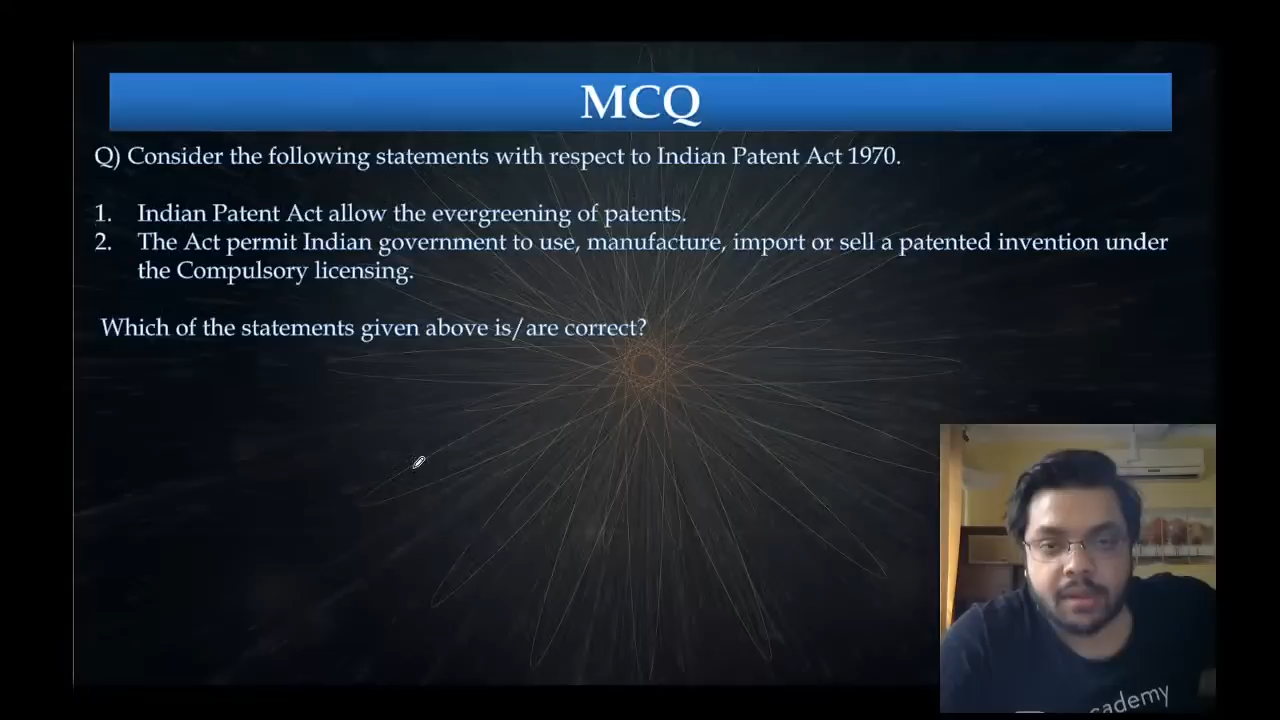 MCQ
Q) Consider the following statements with respect to Indian Patent Act 1970.
1. Indian Patent Act allow the evergreening of patents.
2. The Act permit Indian government to use, manufacture, import or sell a patented invention under
the Compulsory licensing.
Which of the statements given above is/are correct?
cademy